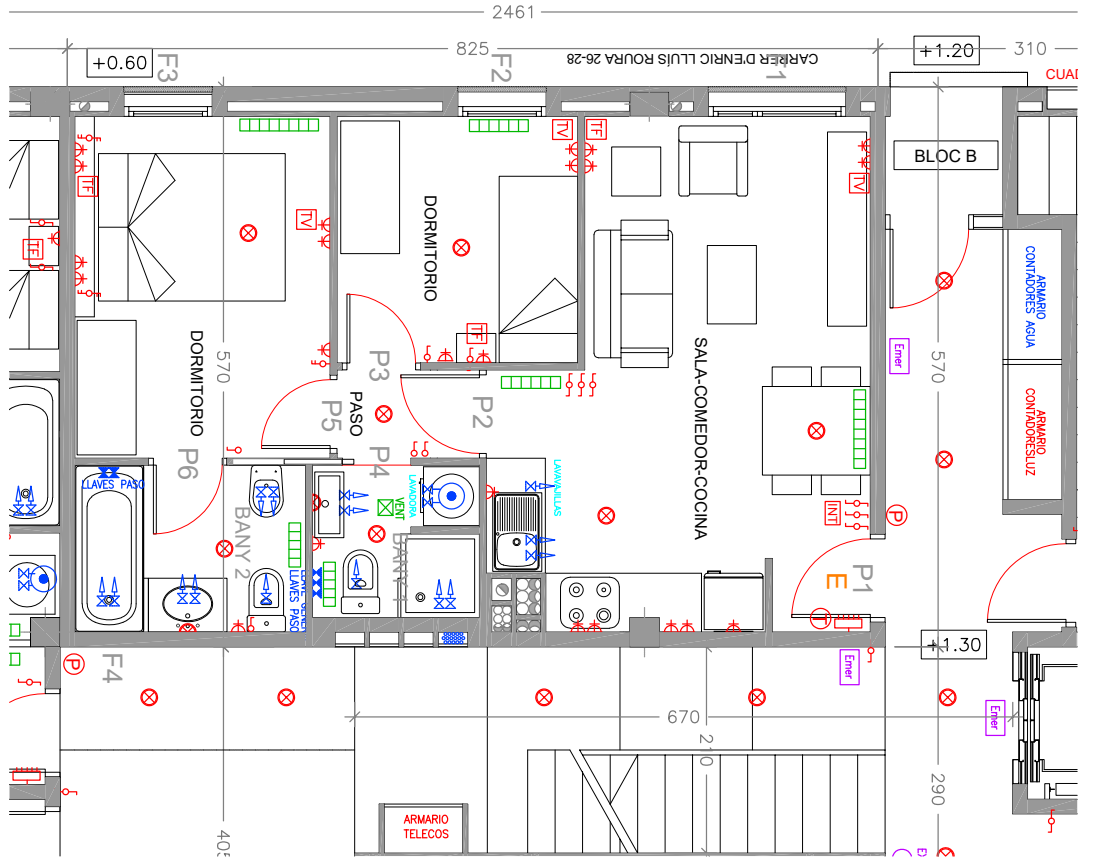 2461
825
310
+0.60
F3
F2
CARRER D'ENRIC LLUÍS ROURA 26-28
F1
+1.20
BLOC B
TV
TF
TF
TV
TV
TF
DORMITORIO
ARMARIO
CONTADORES AGUA
TF
DORMITORIO
570
P3
P2
SALA-COMEDOR-COCINA
Emer
570
ARMARIO
CONTADORESLUZ
PASO
P5
P4
P6
LLAVES PASO
LAVADORA
VENT
LAVAVAJILLAS
INT
P
BANY 2
BANY 1
LLAVES PASO
E
P1
+1.30
P
F4
Emer
Emer
670
210
290
405
ARMARIO
TELECOS